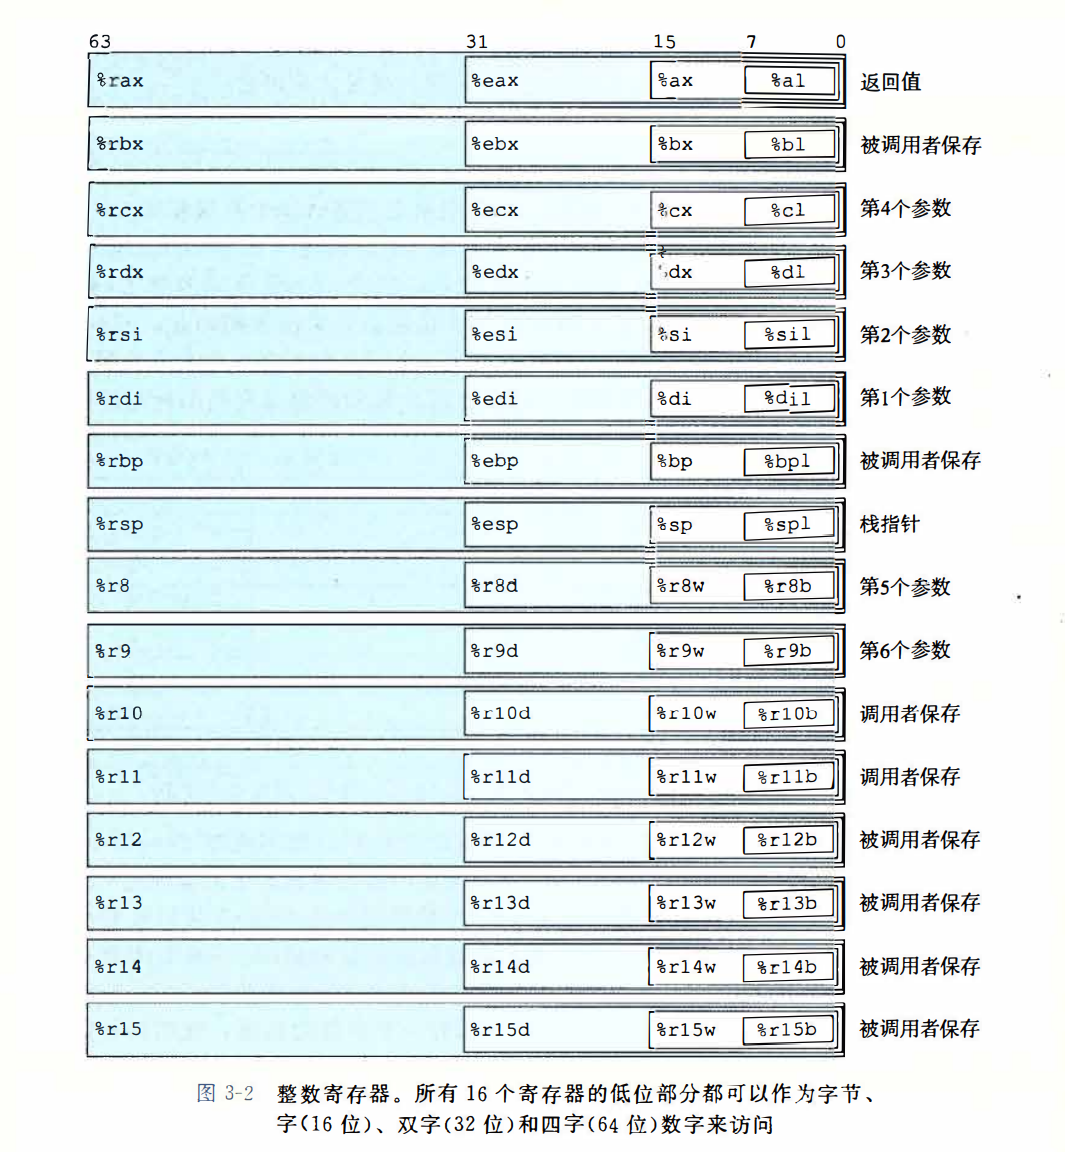 63 31 15 7 0
%rax %eax %ax %al 返回值
%rbx %ebx %bx %bl 被调用者保存
%rcx %ecx %cx %cl 第4个参数
%rdx %edx %dx %dl 第3个参数
%rsi %esi %si %sil 第2个参数
%rdi %edi %di %dil 第1个参数
%rbp %ebp %bp %bpl 被调用者保存
%rsp %esp %sp %spl 栈指针
%r8 %r8d %r8w %r8b 第5个参数
%r9 %r9d %r9w %r9b 第6个参数
%r10 %r10d %r10w %r10b 调用者保存
%r11 %r11d %r11w %r11b 调用者保存
%r12 %r12d %r12w %r12b 被调用者保存
%r13 %r13d %r13w %r13b 被调用者保存
%r14 %r14d %r14w %r14b 被调用者保存
%r15 %r15d %r15w %r15b 被调用者保存
图 3-2 整数寄存器。所有 16 个寄存器的低位部分都可以作为字节、
字(16 位)、双字(32 位)和四字(64 位)数字来访问